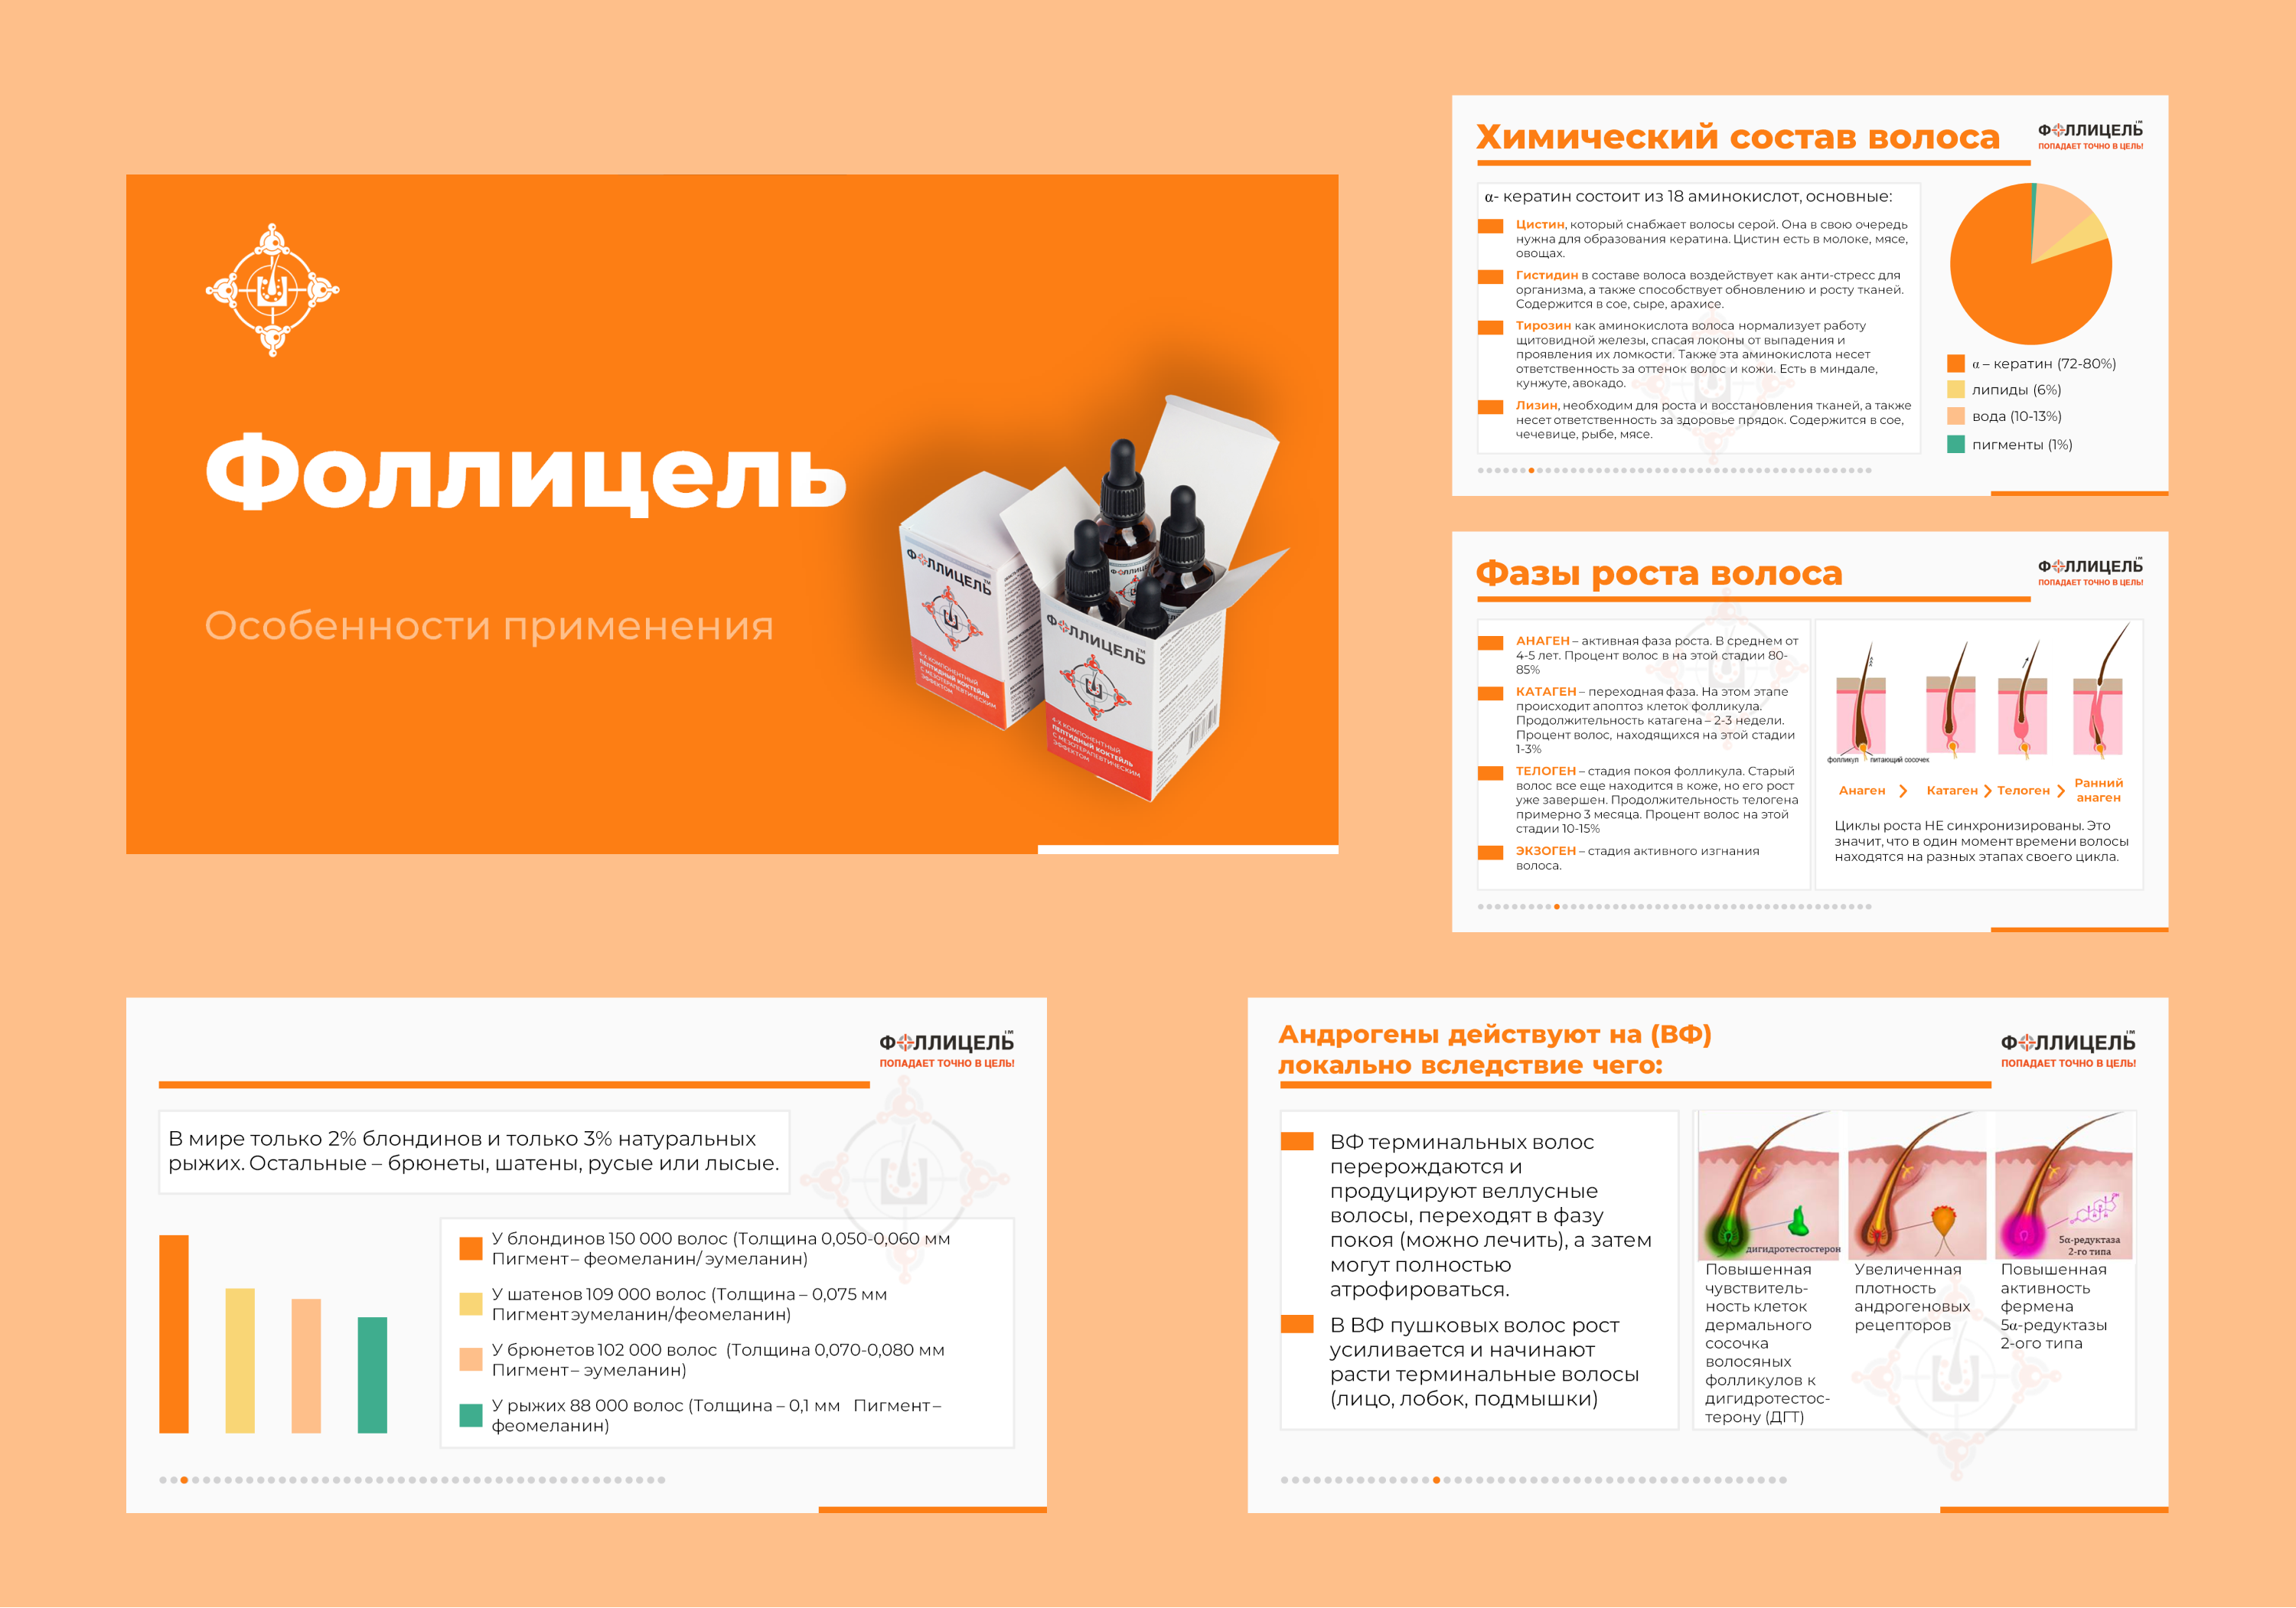 Фоллицель
Особенности применения
ФОЛЛИЦЕЛЬ™
4-Х КОМПОНЕНТНЫЙ
ПЕПТИДНЫЙ КОКТЕЙЛЬ
С МЕЗОТЕРАПЕВТИЧЕСКИМ
ЭФФЕКТОМ
ФОЛЛИЦЕЛЬ™
4-Х КОМПОНЕНТНЫЙ
ПЕПТИДНЫЙ КОКТЕЙЛЬ
С МЕЗОТЕРАПЕВТИЧЕСКИМ
ЭФФЕКТОМ
Химический состав волоса
ФОЛЛИЦЕЛЬ™
ПОПАДАЕТ ТОЧНО В ЦЕЛЬ!
α- кератин состоит из 18 аминокислот, основные:
Цистин, который снабжает волосы серой. Она в свою очередь
нужна для образования кератина. Цистин есть в молоке, мясе,
овощах.
Гистидин в составе волоса воздействует как анти-стресс для
организма, а также способствует обновлению и росту тканей.
Содержится в сое, сыре, арахисе.
Тирозин как аминокислота волоса нормализует работу
щитовидной железы, спасая локоны от выпадения и
проявления их ломкости. Также эта аминокислота несет
ответственность за оттенок волос и кожи. Есть в миндале,
кунжуте, авокадо.
Лизин, необходим для роста и восстановления тканей, а также
несет ответственность за здоровье прядок. Содержится в сое,
чечевице, рыбе, мясе.
α – кератин (72-80%)
липиды (6%)
вода (10-13%)
пигменты (1%)
Фазы роста волоса
ФОЛЛИЦЕЛЬ™
ПОПАДАЕТ ТОЧНО В ЦЕЛЬ!
АНАГЕН – активная фаза роста. В среднем от
4-5 лет. Процент волос в на этой стадии 80-
85%
КАТАГЕН – переходная фаза. На этом этапе
происходит апоптоз клеток фолликула.
Продолжительность катагена – 2-3 недели.
Процент волос, находящихся на этой стадии
1-3%
ТЕЛОГЕН – стадия покоя фолликула. Старый
волос все еще находится в коже, но его рост
уже завершен. Продолжительность телогена
примерно 3 месяца. Процент волос на этой
стадии 10-15%
ЭКЗОГЕН – стадия активного изгнания
волоса.
фолликул питающий сосочек
Анаген Катаген Телоген Ранний
анаген
Циклы роста НЕ синхронизированы. Это
значит, что в один момент времени волосы
находятся на разных этапах своего цикла.
ФОЛЛИЦЕЛЬ™
ПОПАДАЕТ ТОЧНО В ЦЕЛЬ!
В мире только 2% блондинов и только 3% натуральных
рыжих. Остальные – брюнеты, шатены, русые или лысые.
У блондинов 150 000 волос (Толщина 0,050-0,060 мм
Пигмент – феомеланин/ эумеланин)
У шатенов 109 000 волос (Толщина – 0,075 мм
Пигмент эумеланин/феомеланин)
У брюнетов 102 000 волос (Толщина 0,070-0,080 мм
Пигмент – эумеланин)
У рыжих 88 000 волос (Толщина – 0,1 мм Пигмент –
феомеланин)
Андрогены действуют на (ВФ)
локально вследствие чего:
ФОЛЛИЦЕЛЬ™
ПОПАДАЕТ ТОЧНО В ЦЕЛЬ!
ВФ терминальных волос
перерождаются и
продуцируют веллусные
волосы, переходят в фазу
покоя (можно лечить), а затем
могут полностью
атрофироваться.
В ВФ пушковых волос рост
усиливается и начинают
расти терминальные волосы
(лицо, лобок, подмышки)
дигидротестостерон
5α-редуктаза
2-го типа
Повышенная
чувствитель-
ность клеток
дермального
сосочка
волосяных
фолликулов к
дигидротестос-
терону (ДГТ)
Увеличенная
плотность
андрогеновых
рецепторов
Повышенная
активность
фермена
5α-редуктазы
2-ого типа